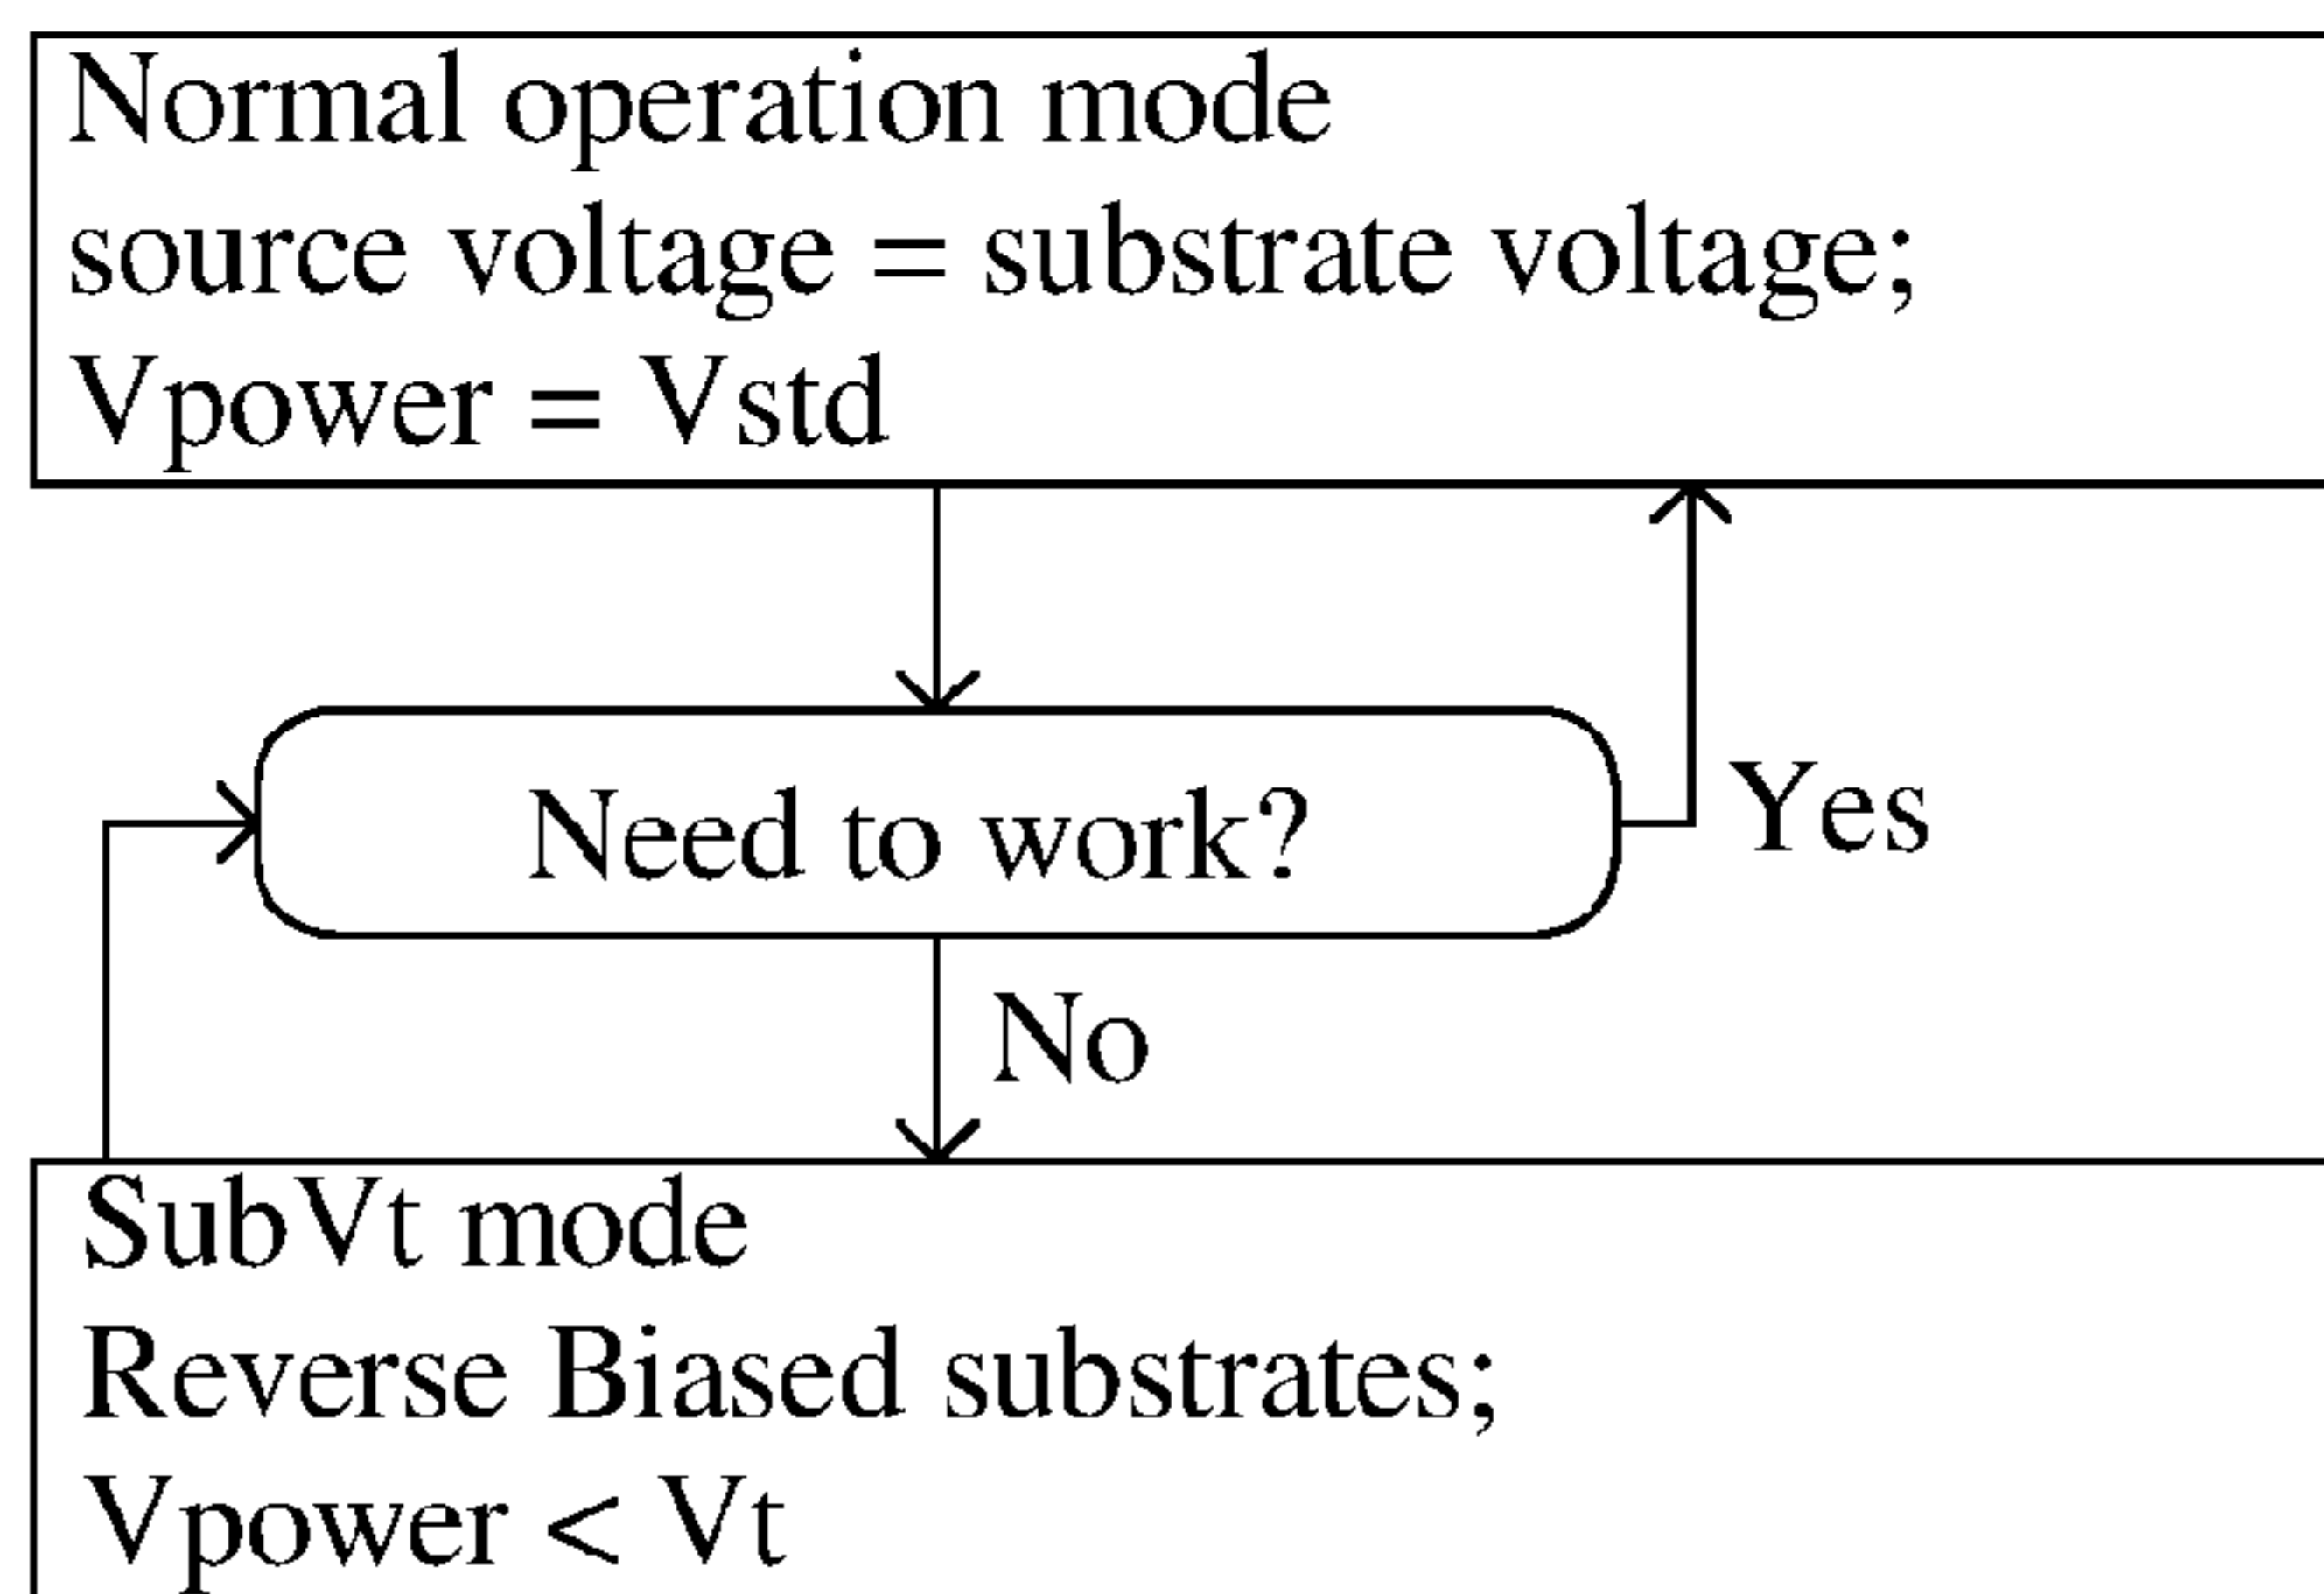 Normal operation mode
source voltage = substrate voltage;
Vpower = Vstd
Need to work?
Yes
No
SubVt mode
Reverse Biased substrates;
Vpower < Vt